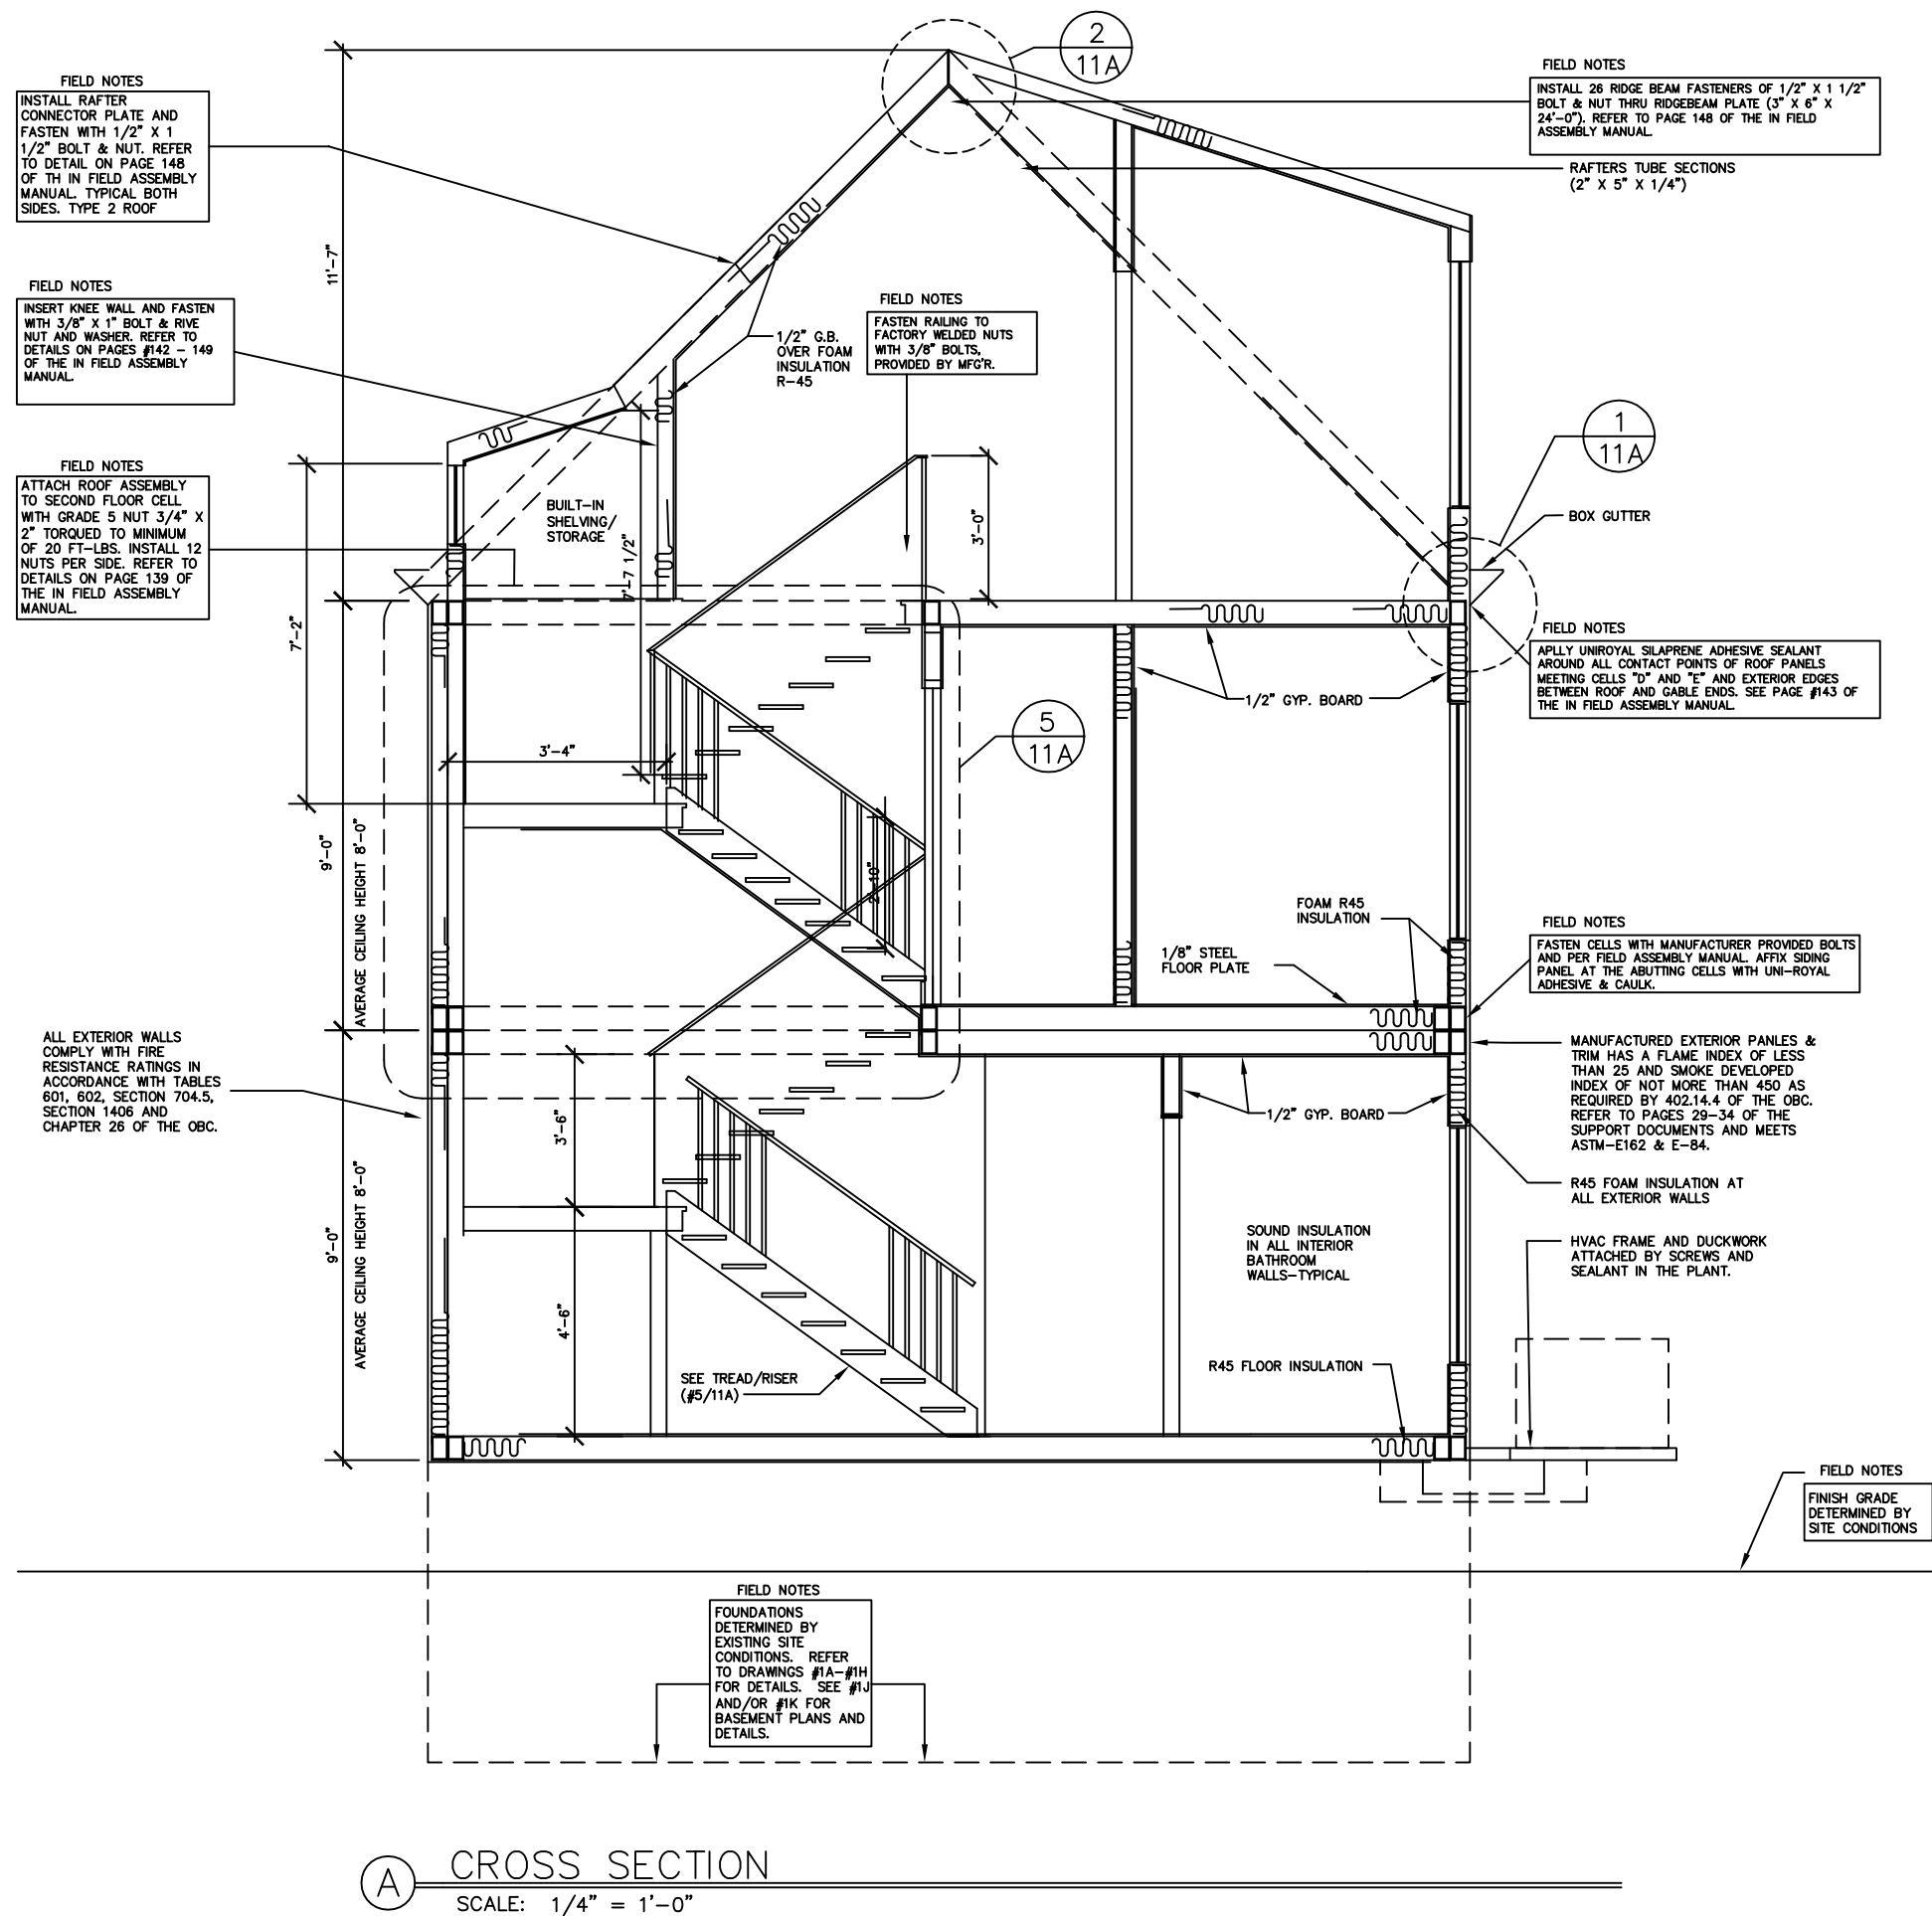 2
11A
FIELD NOTES
INSTALL RAFTER
CONNECTOR PLATE AND
FASTEN WITH 1/2" X 1
1/2" BOLT & NUT. REFER
TO DETAIL ON PAGE 148
OF TH IN FIELD ASSEMBLY
MANUAL. TYPICAL BOTH
SIDES. TYPE 2 ROOF
FIELD NOTES
INSTALL 26 RIDGE BEAM FASTENERS OF 1/2" X 1 1/2"
BOLT & NUT THRU RIDGEBEAM PLATE (3" X 6" X
24'-0"). REFER TO PAGE 148 OF THE IN FIELD
ASSEMBLY MANUAL.
RAFTERS TUBE SECTIONS
(2" X 5" X 1/4")
11'-7"
FIELD NOTES
INSERT KNEE WALL AND FASTEN
WITH 3/8" X 1" BOLT & RIVE
NUT AND WASHER. REFER TO
DETAILS ON PAGES #142 - 149
OF THE IN FIELD ASSEMBLY
MANUAL.
1/2" G.B.
OVER FOAM
INSULATION
R-45
FIELD NOTES
FASTEN RAILING TO
FACTORY WELDED NUTS
WITH 3/8" BOLTS,
PROVIDED BY MFG'R.
1
11A
FIELD NOTES
ATTACH ROOF ASSEMBLY
TO SECOND FLOOR CELL
WITH GRADE 5 NUT 3/4" X
2" TORQUED TO MINIMUM
OF 20 FT-LBS. INSTALL 12
NUTS PER SIDE. REFER TO
DETAILS ON PAGE 139 OF
THE IN FIELD ASSEMBLY
MANUAL.
BUILT-IN
SHELVING/
STORAGE
7'-7 1/2"
3'-0"
BOX GUTTER
7'-2"
FIELD NOTES
APLLY UNIROYAL SILAPRENE ADHESIVE SEALANT
AROUND ALL CONTACT POINTS OF ROOF PANELS
MEETING CELLS "D" AND "E" AND EXTERIOR EDGES
BETWEEN ROOF AND GABLE ENDS. SEE PAGE #143 OF
THE IN FIELD ASSEMBLY MANUAL.
1/2" GYP. BOARD
5
11A
3'-4"
9'-0"
AVERAGE CEILING HEIGHT 8'-0"
2'-10"
FOAM R45
INSULATION
1/8" STEEL
FLOOR PLATE
FIELD NOTES
FASTEN CELLS WITH MANUFACTURER PROVIDED BOLTS
AND PER FIELD ASSEMBLY MANUAL. AFFIX SIDING
PANEL AT THE ABUTTING CELLS WITH UNI-ROYAL
ADHESIVE & CAULK.
ALL EXTERIOR WALLS
COMPLY WITH FIRE
RESISTANCE RATINGS IN
ACCORDANCE WITH TABLES
601, 602, SECTION 704.5,
SECTION 1406 AND
CHAPTER 26 OF THE OBC.
MANUFACTURED EXTERIOR PANLES &
TRIM HAS A FLAME INDEX OF LESS
THAN 25 AND SMOKE DEVELOPED
INDEX OF NOT MORE THAN 450 AS
REQUIRED BY 402.14.4 OF THE OBC.
REFER TO PAGES 29-34 OF THE
SUPPORT DOCUMENTS AND MEETS
ASTM-E162 & E-84.
3'-6"
1/2" GYP. BOARD
R45 FOAM INSULATION AT
ALL EXTERIOR WALLS
9'-0"
AVERAGE CEILING HEIGHT 8'-0"
SOUND INSULATION
IN ALL INTERIOR
BATHROOM
WALLS-TYPICAL
HVAC FRAME AND DUCKWORK
ATTACHED BY SCREWS AND
SEALANT IN THE PLANT.
4'-6"
SEE TREAD/RISER
(#5/11A)
R45 FLOOR INSULATION
FIELD NOTES
FINISH GRADE
DETERMINED BY
SITE CONDITIONS
FIELD NOTES
FOUNDATIONS
DETERMINED BY
EXISTING SITE
CONDITIONS. REFER
TO DRAWINGS #1A-#1H
FOR DETAILS. SEE #1J
AND/OR #1K FOR
BASEMENT PLANS AND
DETAILS.
A
CROSS SECTION
SCALE: 1/4" = 1'-0"